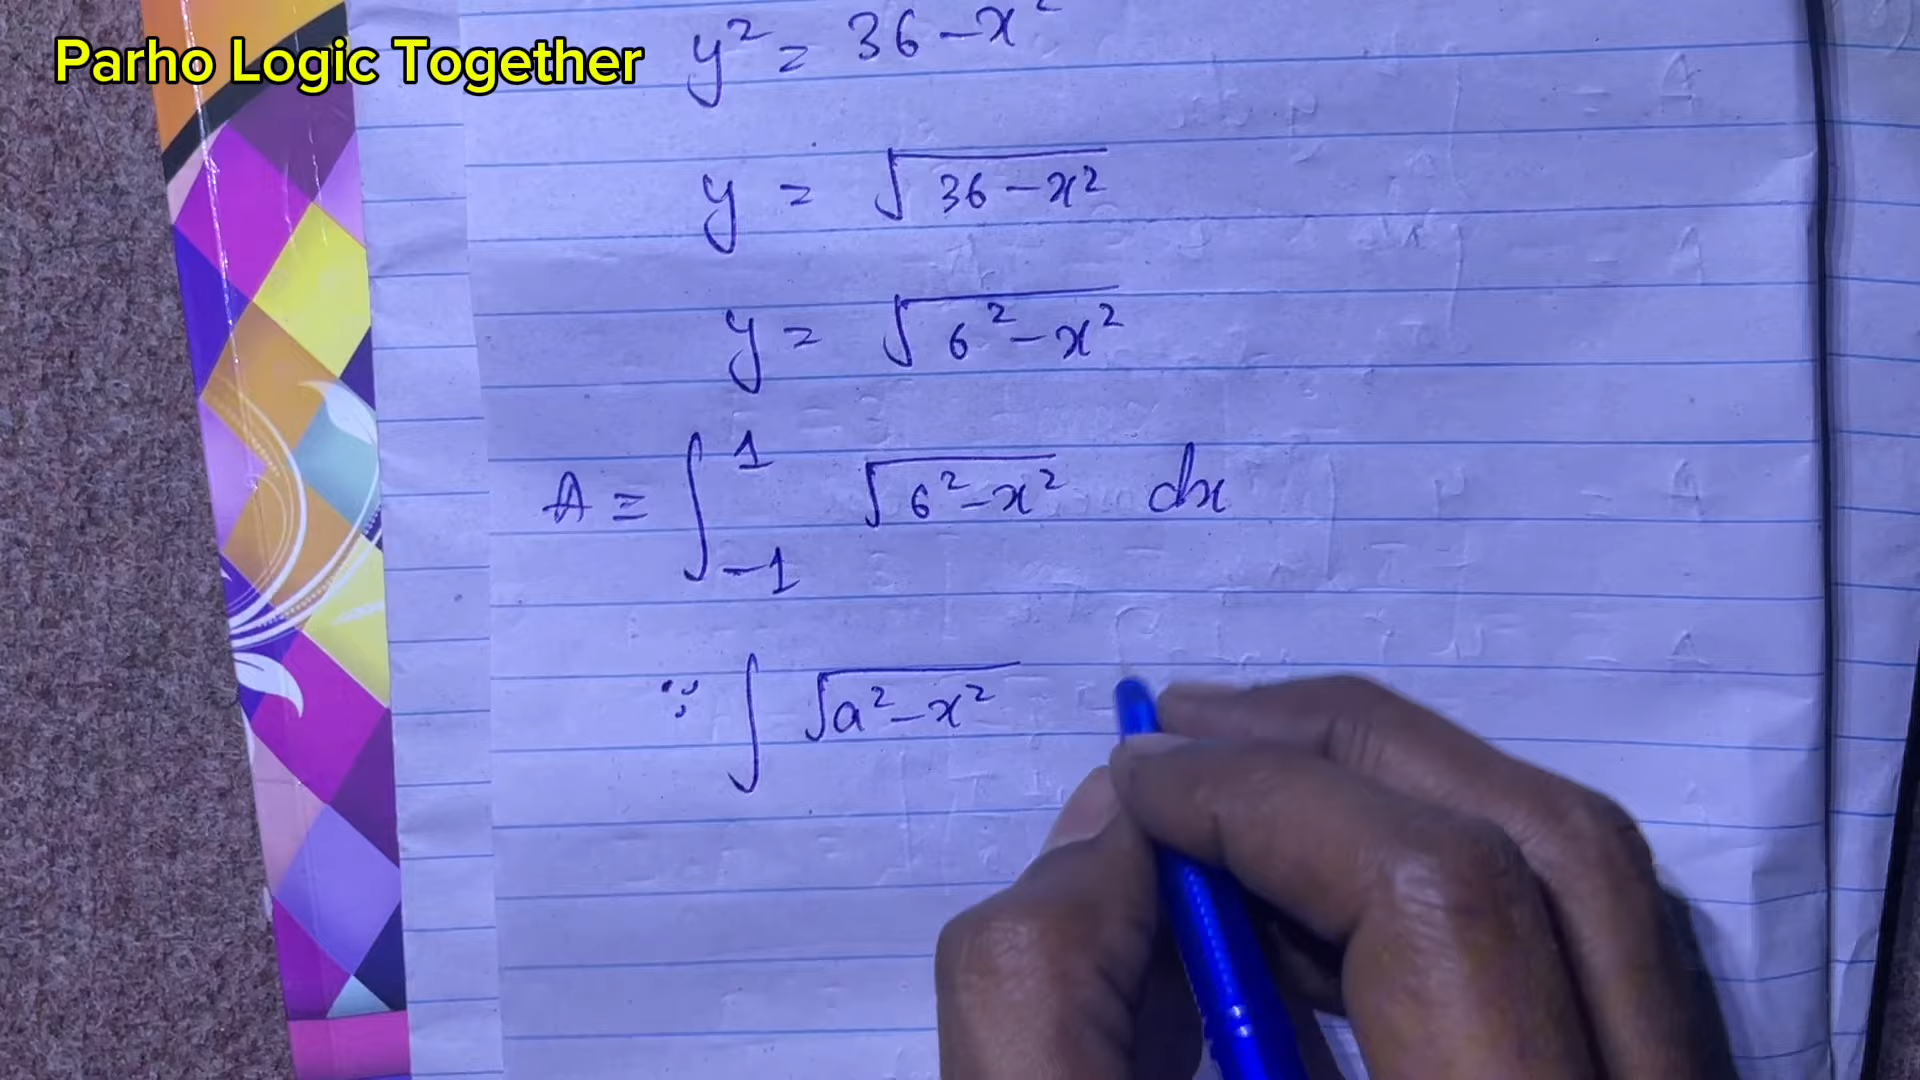 Parho Logic Together
y² = 36 - x²
y = √36 - x²
y = √6² - x²
A = ∫₋₁¹ √6² - x² dx
∵ ∫ √a² - x²